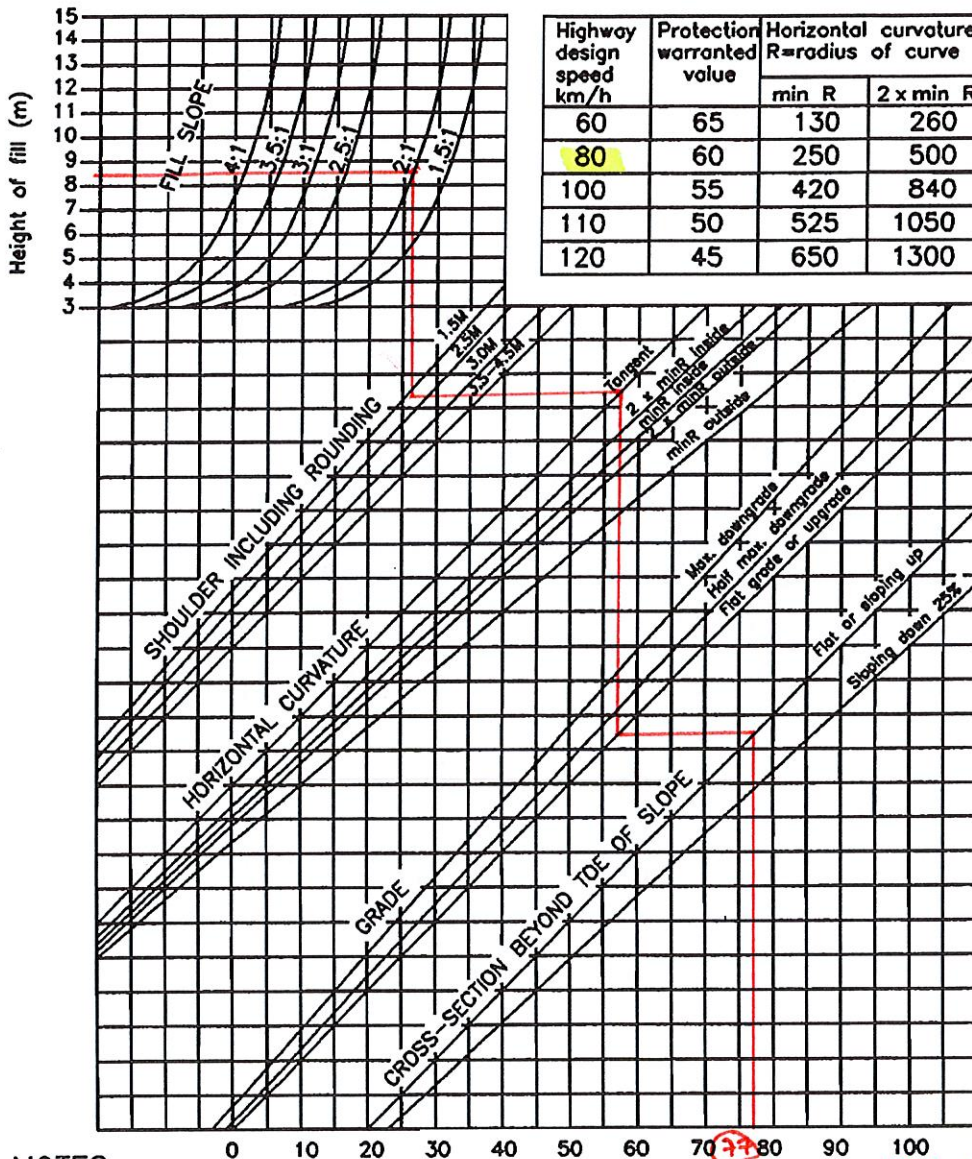 15
14
13
12
11
10
9
8
7
6
5
4
3
Height of fill (m)
FILL SLOPE
4:1
3.5:1
3:1
2.5:1
2:1
1.5:1
Highway design speed km/h
Protection warranted value
Horizontal curvature R=radius of curve
min R
2 x min R
60 65 130 260
80 60 250 500
100 55 420 840
110 50 525 1050
120 45 650 1300
1.5M
2.5M
3.0M
3.5-4.5M
SHOULDER INCLUDING ROUNDING
Tangent
2 x minR inside
minR inside
2 x minR outside
minR outside
HORIZONTAL CURVATURE
Max. downgrade
Half max. downgrade
Flat grade or upgrade
GRADE
Flat or sloping up
Sloping down 25%
CROSS-SECTION BEYOND TOE OF SLOPE
0 10 20 30 40 50 60 70 77 80 90 100